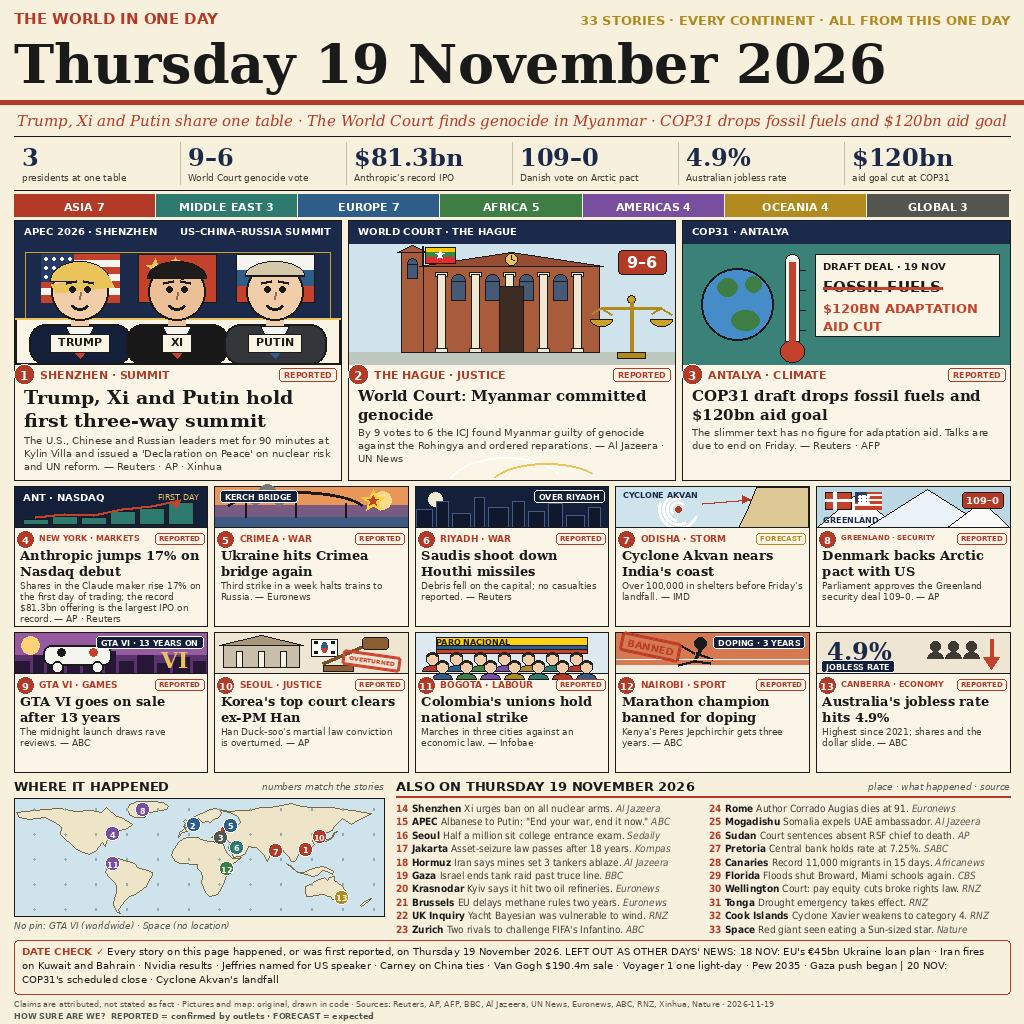 THE WORLD IN ONE DAY
33 STORIES · EVERY CONTINENT · ALL FROM THIS ONE DAY
Thursday 19 November 2026
Trump, Xi and Putin share one table · The World Court finds genocide in Myanmar · COP31 drops fossil fuels and $120bn aid goal
3
presidents at one table
9–6
World Court genocide vote
$81.3bn
Anthropic's record IPO
109–0
Danish vote on Arctic pact
4.9%
Australian jobless rate
$120bn
aid goal cut at COP31
ASIA 7
MIDDLE EAST 3
EUROPE 7
AFRICA 5
AMERICAS 4
OCEANIA 4
GLOBAL 3
APEC 2026 · SHENZHEN
US–CHINA–RUSSIA SUMMIT
TRUMP
XI
PUTIN
1 SHENZHEN · SUMMIT
REPORTED
Trump, Xi and Putin hold
first three-way summit
The U.S., Chinese and Russian leaders met for 90 minutes at
Kylin Villa and issued a 'Declaration on Peace' on nuclear risk
and UN reform. — Reuters · AP · Xinhua
WORLD COURT · THE HAGUE
9–6
2 THE HAGUE · JUSTICE
REPORTED
World Court: Myanmar committed
genocide
By 9 votes to 6 the ICJ found Myanmar guilty of genocide
against the Rohingya and ordered reparations. — Al Jazeera ·
UN News
COP31 · ANTALYA
DRAFT DEAL · 19 NOV
FOSSIL FUELS
$120BN ADAPTATION
AID CUT
3 ANTALYA · CLIMATE
REPORTED
COP31 draft drops fossil fuels and
$120bn aid goal
The slimmer text has no figure for adaptation aid. Talks are
due to end on Friday. — Reuters · AFP
ANT · NASDAQ
FIRST DAY
4 NEW YORK · MARKETS
REPORTED
Anthropic jumps 17% on
Nasdaq debut
Shares in the Claude maker rise 17% on
the first day of trading; the record
$81.3bn offering is the largest IPO on
record. — AP · Reuters
KERCH BRIDGE
5 CRIMEA · WAR
REPORTED
Ukraine hits Crimea
bridge again
Third strike in a week halts trains to
Russia. — Euronews
OVER RIYADH
6 RIYADH · WAR
REPORTED
Saudis shoot down
Houthi missiles
Debris fell on the capital; no casualties
reported. — Reuters
CYCLONE AKVAN
7 ODISHA · STORM
FORECAST
Cyclone Akvan nears
India's coast
Over 100,000 in shelters before Friday's
landfall. — IMD
GREENLAND
109–0
8 GREENLAND · SECURITY
REPORTED
Denmark backs Arctic
pact with US
Parliament approves the Greenland
security deal 109–0. — AP
GTA VI · 13 YEARS ON
VI
9 GTA VI · GAMES
REPORTED
GTA VI goes on sale
after 13 years
The midnight launch draws rave
reviews. — ABC
OVERTURNED
10 SEOUL · JUSTICE
REPORTED
Korea's top court clears
ex-PM Han
Han Duck-soo's martial law conviction
is overturned. — AP
PARO NACIONAL
11 BOGOTA · LABOUR
REPORTED
Colombia's unions hold
national strike
Marches in three cities against an
economic law. — Infobae
BANNED
DOPING · 3 YEARS
12 NAIROBI · SPORT
REPORTED
Marathon champion
banned for doping
Kenya's Peres Jepchirchir gets three
years. — ABC
4.9%
JOBLESS RATE
13 CANBERRA · ECONOMY
REPORTED
Australia's jobless rate
hits 4.9%
Highest since 2021; shares and the
dollar slide. — ABC
WHERE IT HAPPENED
numbers match the stories
8
4
11
2
5
3
6
12
7
1
10
13
No pin: GTA VI (worldwide) · Space (no location)
ALSO ON THURSDAY 19 NOVEMBER 2026
place · what happened · source
14 Shenzhen Xi urges ban on all nuclear arms. Al Jazeera
15 APEC Albanese to Putin: "End your war, end it now." ABC
16 Seoul Half a million sit college entrance exam. Sedaily
17 Jakarta Asset-seizure law passes after 18 years. Kompas
18 Hormuz Iran says mines set 3 tankers ablaze. Al Jazeera
19 Gaza Israel ends tank raid past truce line. BBC
20 Krasnodar Kyiv says it hit two oil refineries. Euronews
21 Brussels EU delays methane rules two years. Euronews
22 UK Inquiry Yacht Bayesian was vulnerable to wind. RNZ
23 Zurich Two rivals to challenge FIFA's Infantino. ABC
24 Rome Author Corrado Augias dies at 91. Euronews
25 Mogadishu Somalia expels UAE ambassador. Al Jazeera
26 Sudan Court sentences absent RSF chief to death. AP
27 Pretoria Central bank holds rate at 7.25%. SABC
28 Canaries Record 11,000 migrants in 15 days. Africanews
29 Florida Floods shut Broward, Miami schools again. CBS
30 Wellington Court: pay equity cuts broke rights law. RNZ
31 Tonga Drought emergency takes effect. RNZ
32 Cook Islands Cyclone Xavier weakens to category 4. RNZ
33 Space Red giant seen eating a Sun-sized star. Nature
DATE CHECK ✓ Every story on this page happened, or was first reported, on Thursday 19 November 2026. LEFT OUT AS OTHER DAYS' NEWS: 18 NOV: EU's €45bn Ukraine loan plan · Iran fires
on Kuwait and Bahrain · Nvidia results · Jeffries named for US speaker · Carney on China ties · Van Gogh $190.4m sale · Voyager 1 one light-day · Pew 2035 · Gaza push began | 20 NOV:
COP31's scheduled close · Cyclone Akvan's landfall
Claims are attributed, not stated as fact · Pictures and map: original, drawn in code · Sources: Reuters, AP, AFP, BBC, Al Jazeera, UN News, Euronews, ABC, RNZ, Xinhua, Nature · 2026-11-19
HOW SURE ARE WE? REPORTED = confirmed by outlets · FORECAST = expected